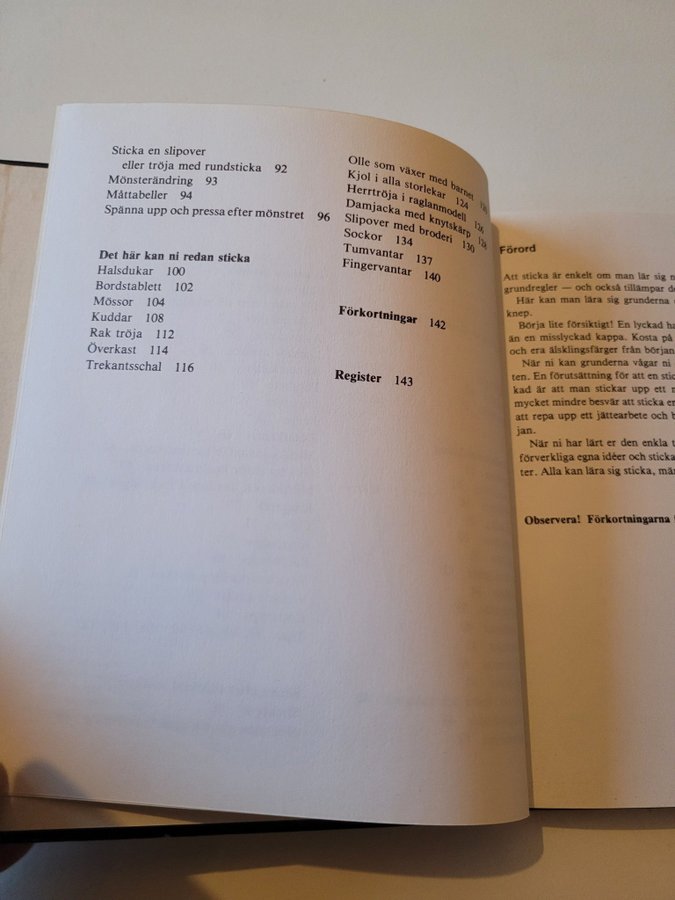 Sticka en slipover
eller tröja med rundsticka 92
Mönsterändring 93
Måttabeller 94
Spänna upp och pressa efter mönstret 96
Det här kan ni redan sticka
Halsdukar 100
Bordstablett 102
Mössor 104
Kuddar 108
Rak tröja 112
Överkast 114
Trekantsschal 116
Olle som växer med barnet
Kjol i alla storlekar 124
Herrtröja i raglanmodell 126
Damjacka med knytskärp 128
Slipover med broderi 130
Sockor 134
Tumvantar 137
Fingervantar 140
Förkortningar 142
Register 143
Förord
Att sticka är enkelt om man lär sig
grundregler — och också tillämpar
Här kan man lära sig grunderna
knep.
Börja lite försiktigt! En lyckad
än en misslyckad kappa. Kosta på
och era älsklingsfärger från början
När ni kan grunderna vågar ni
ten. En förutsättning för att en
kad är att man stickar upp ett
mycket mindre besvär att sticka
att repa upp ett jättearbete och
jan.
När ni har lärt er den enkla
förverkliga egna idéer och sticka
ter. Alla kan lära sig sticka,
Observera! Förkortningarna